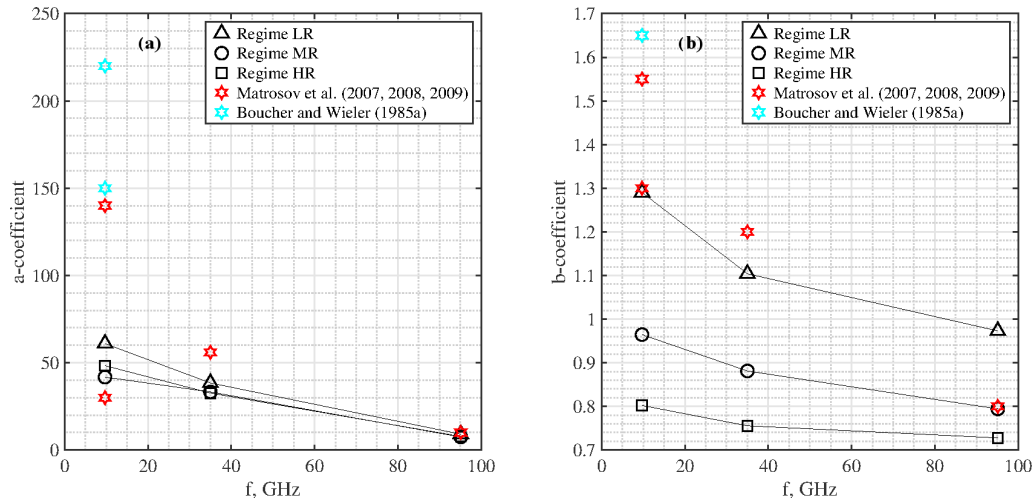 (a)
Regime LR
Regime MR
Regime HR
Matrosov et al. (2007, 2008, 2009)
Boucher and Wieler (1985a)
250
200
150
100
50
0
a-coefficient
0 20 40 60 80 100
f, GHz
(b)
Regime LR
Regime MR
Regime HR
Matrosov et al. (2007, 2008, 2009)
Boucher and Wieler (1985a)
1.7
1.6
1.5
1.4
1.3
1.2
1.1
1
0.9
0.8
0.7
b-coefficient
0 20 40 60 80 100
f, GHz